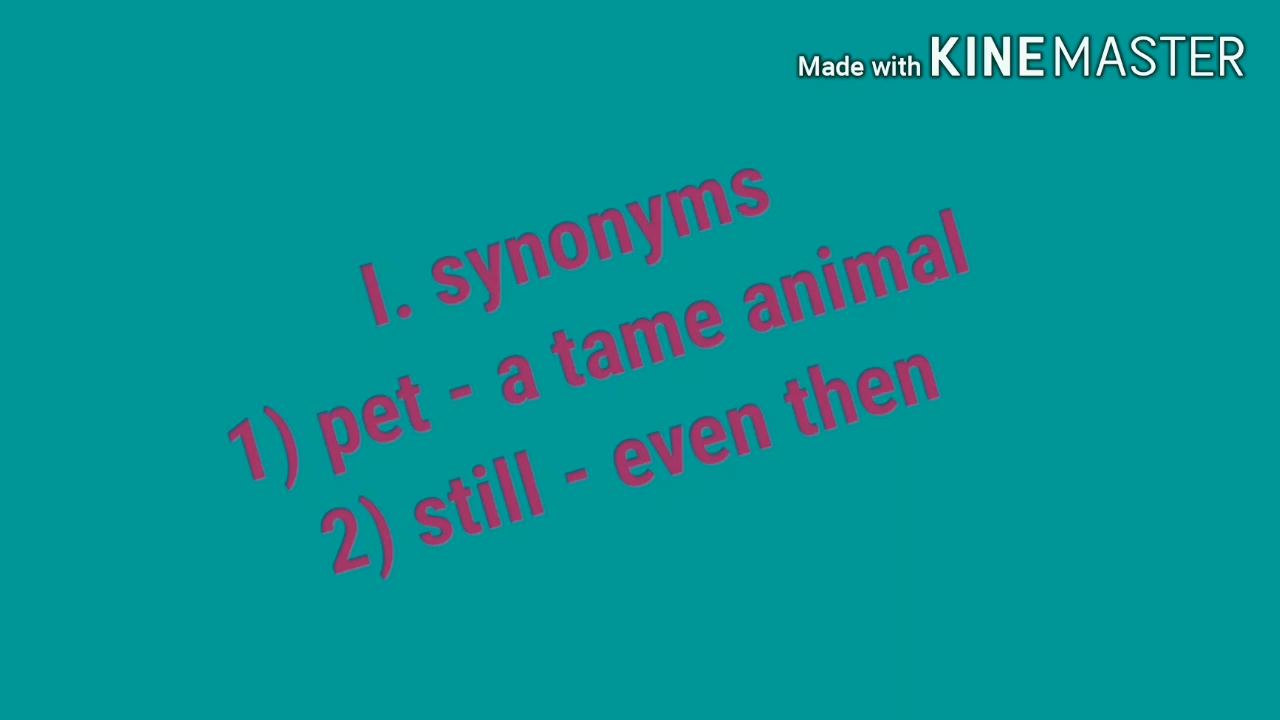 Made with KINEMASTER
I. synonyms
1) pet - a tame animal
2) still - even then